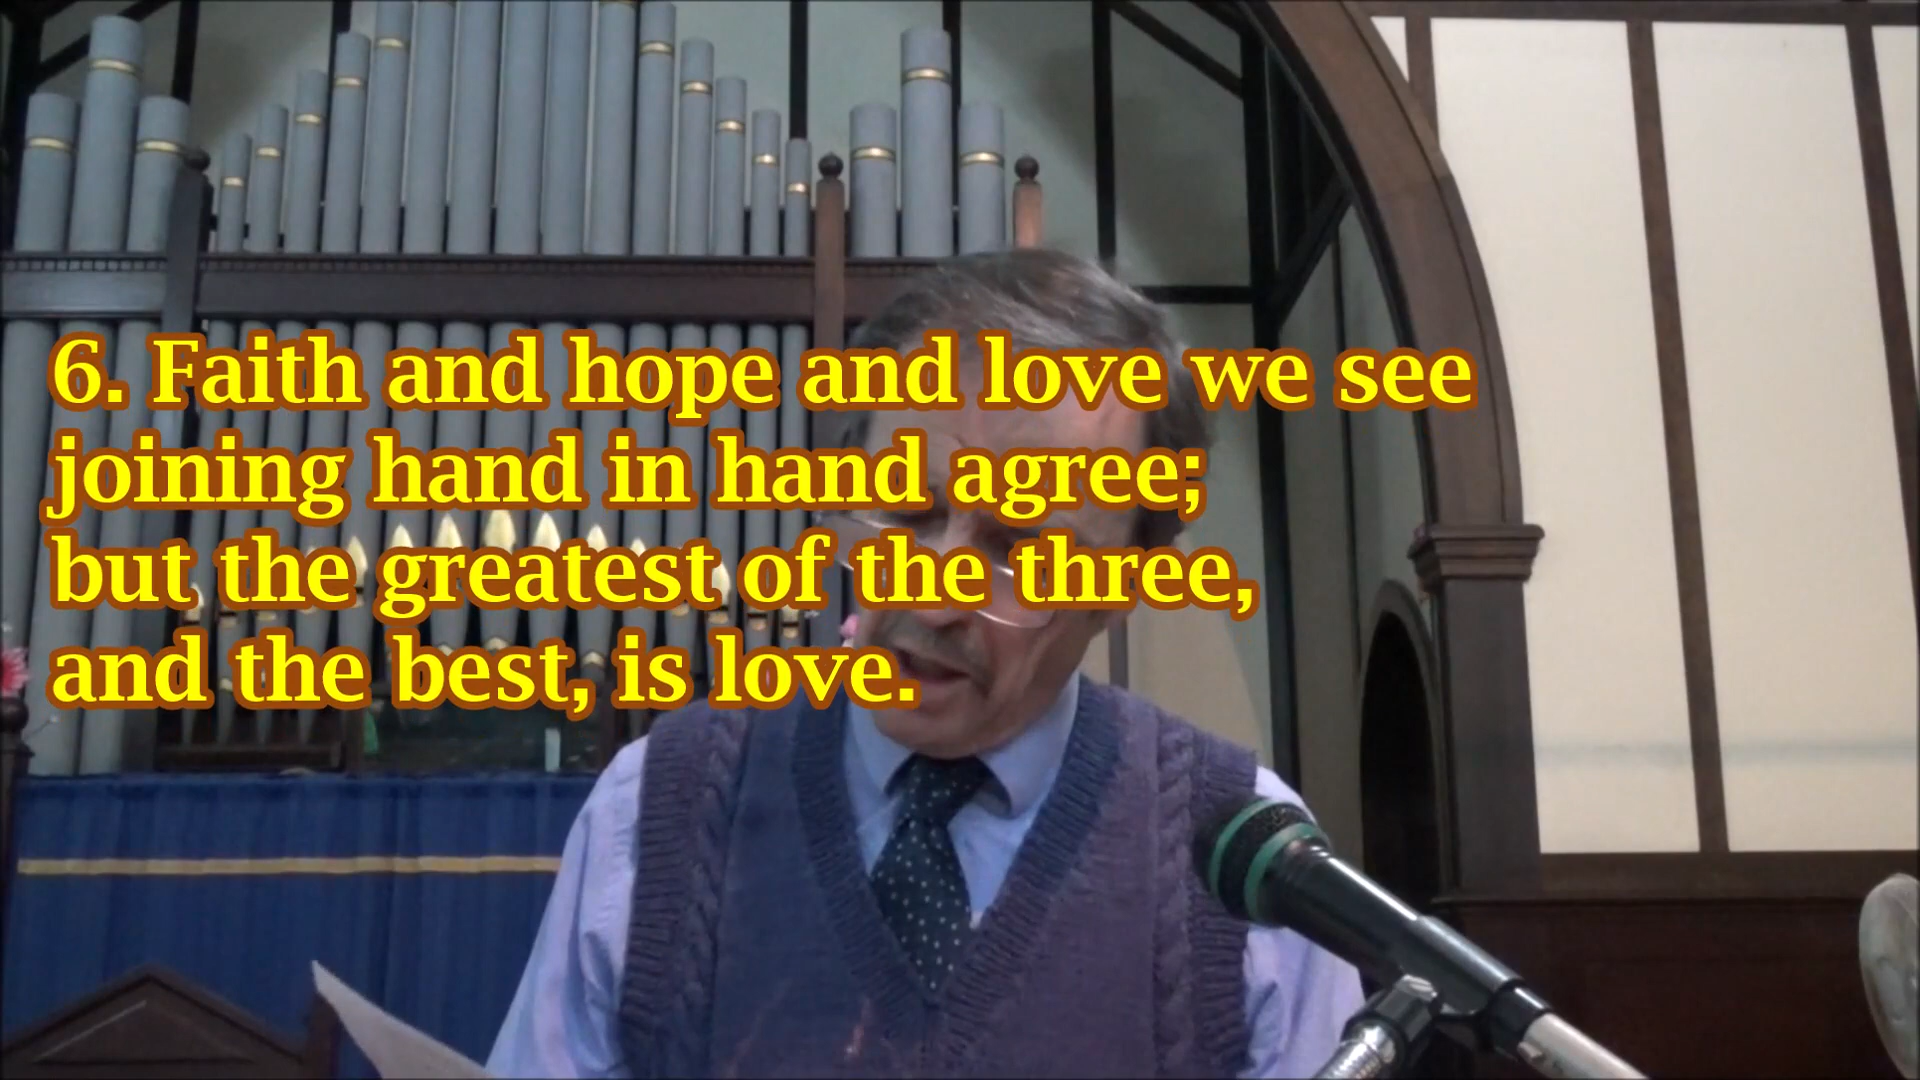 6. Faith and hope and love we see
joining hand in hand agree;
but the greatest of the three,
and the best, is love.